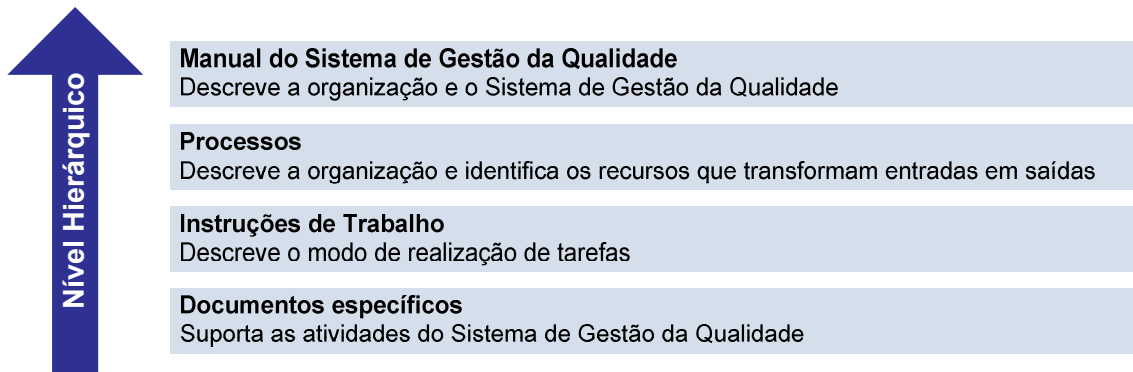 Nível Hierárquico
Manual do Sistema de Gestão da Qualidade
Descreve a organização e o Sistema de Gestão da Qualidade
Processos
Descreve a organização e identifica os recursos que transformam entradas em saídas
Instruções de Trabalho
Descreve o modo de realização de tarefas
Documentos específicos
Suporta as atividades do Sistema de Gestão da Qualidade